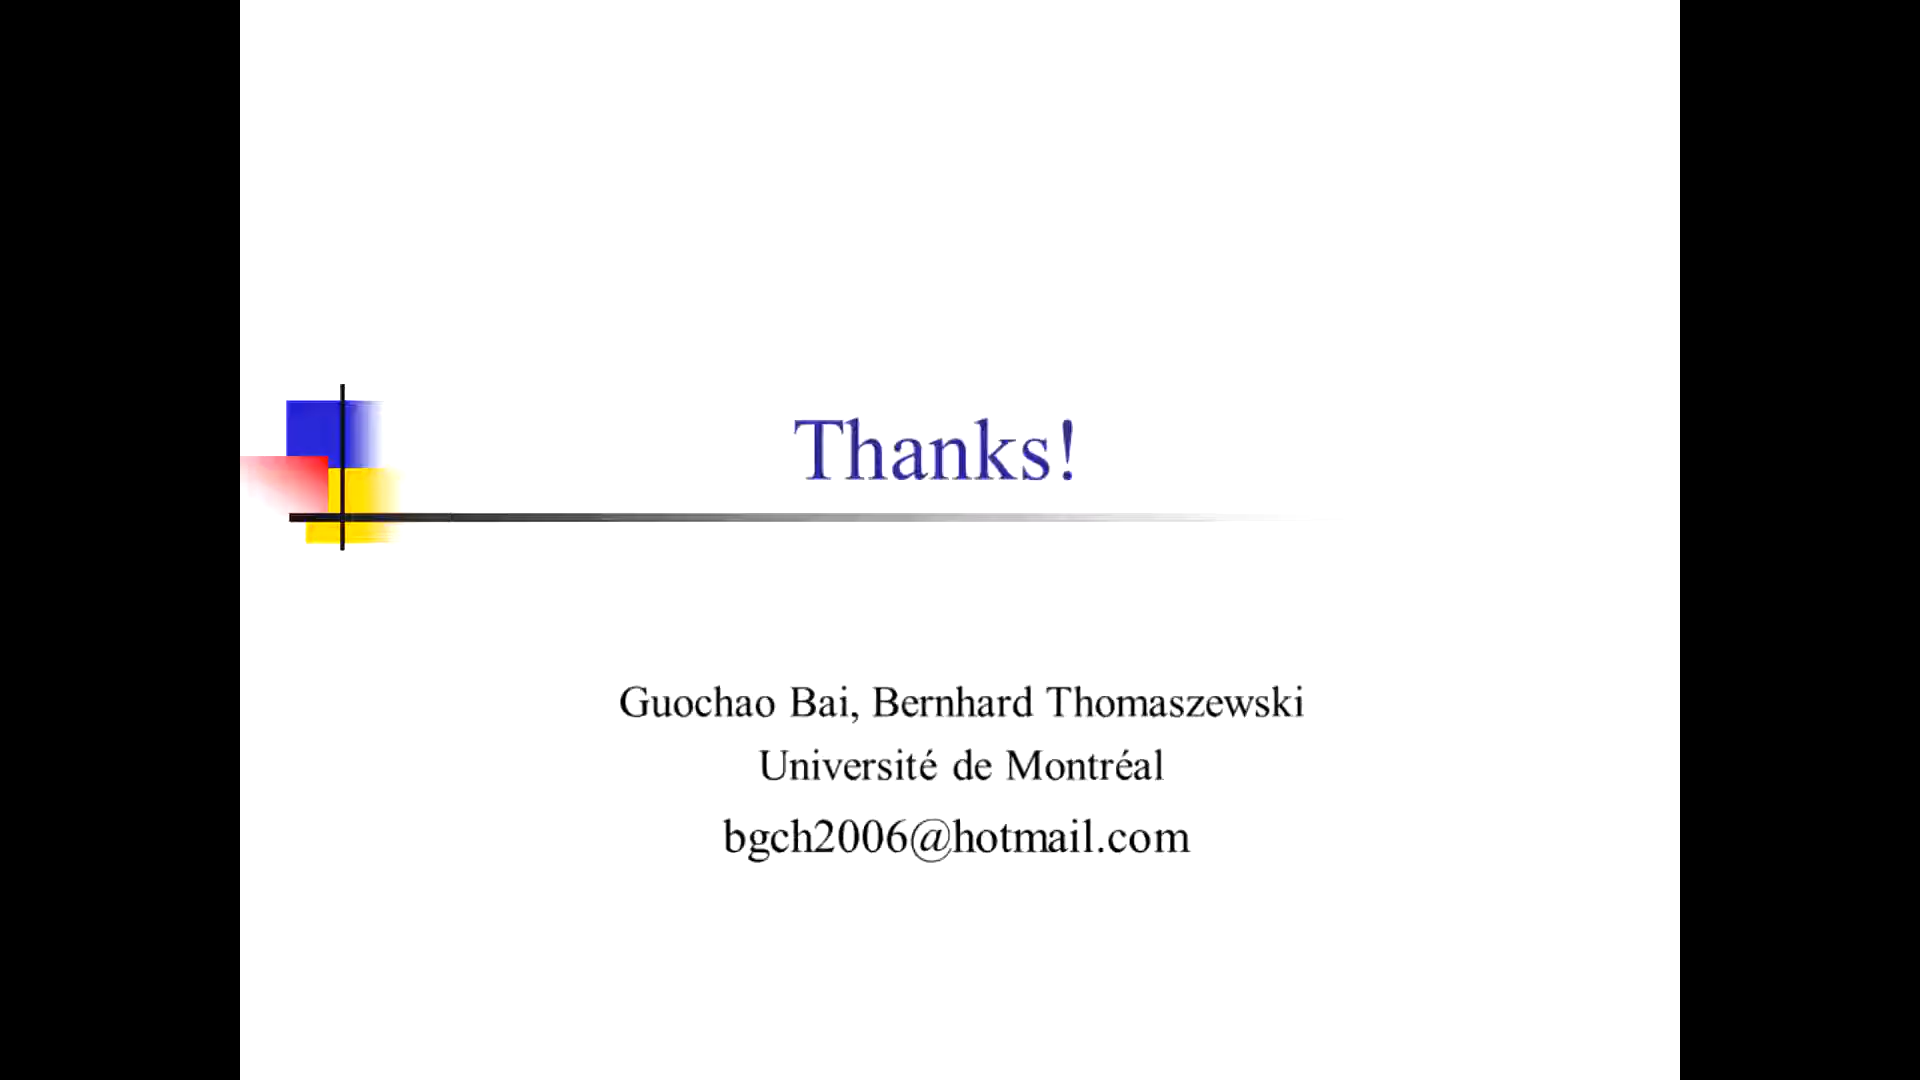 Thanks!
Guochao Bai, Bernhard Thomaszewski
Université de Montréal
bgch2006@hotmail.com